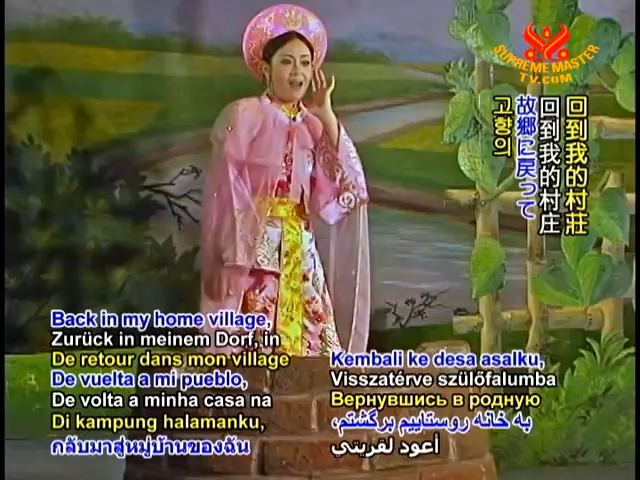 SUPREME MASTER
TV.COM
回到我的村莊
回到我的村庄
故郷に戻って
고향의
Back in my home village,
Zurück in meinem Dorf, in
De retour dans mon village
De vuelta a mi pueblo,
De volta a minha casa na
Di kampung halamanku,
กลับมาสู่หมู่บ้านของฉัน
Kembali ke desa asalku,
Visszatérve szülőfalumba
Вернувшись в родную
به خانه روستاییم برگشتم،
أعود لقريتي